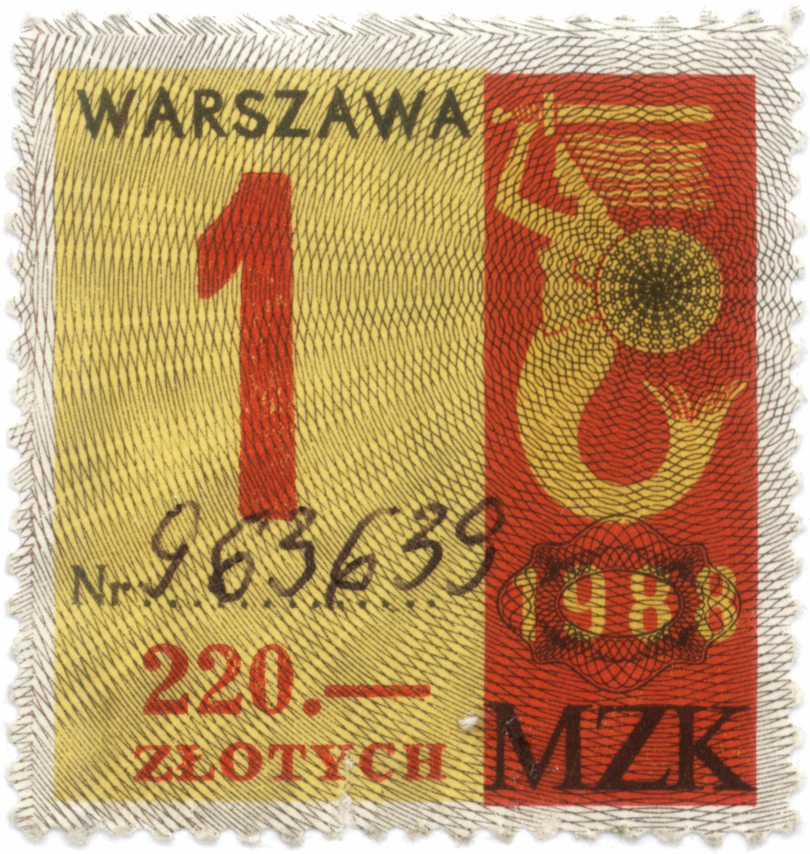 WARSZAWA
1
Nr 963639
220.—
ZŁOTYCH
1988
MZK